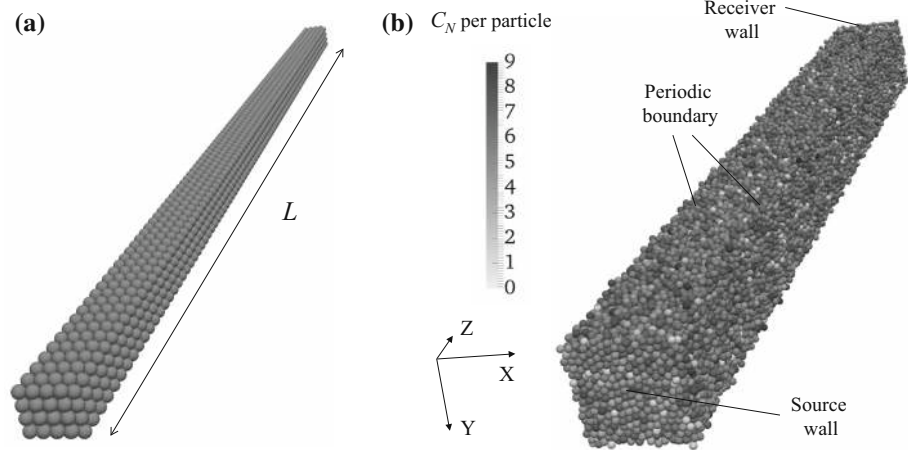 (a)
L
(b)
C_N per particle
9
8
7
6
5
4
3
2
1
0
Receiver
wall
Periodic
boundary
Z
X
Y
Source
wall